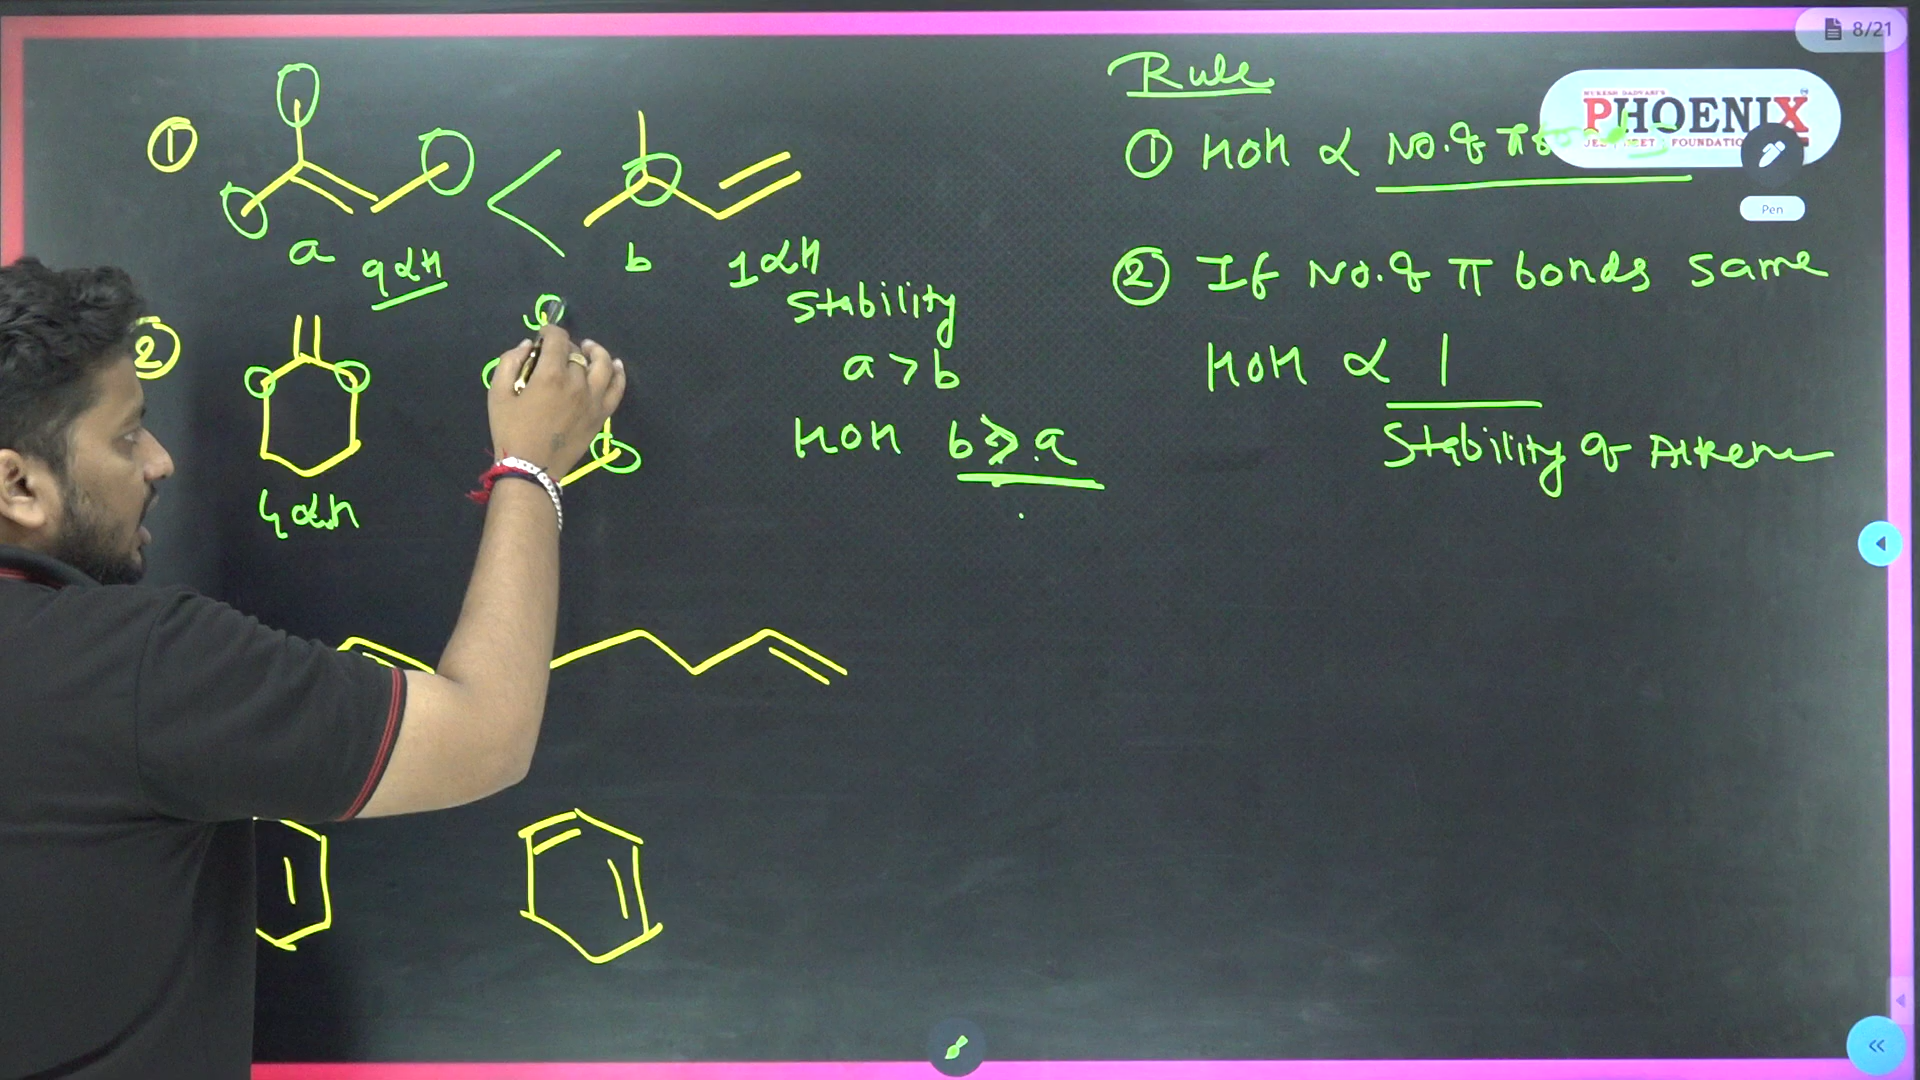 8/21
Rule
PHOENIX
① HOH ∝ No. of π
FOUNDATION
Pen
① 
a 9αH < b 1αH
② If No. of π bonds same
Stability
a > b
HOH ∝ 1
Stability of Alkene
HOH b > a
②
4αH